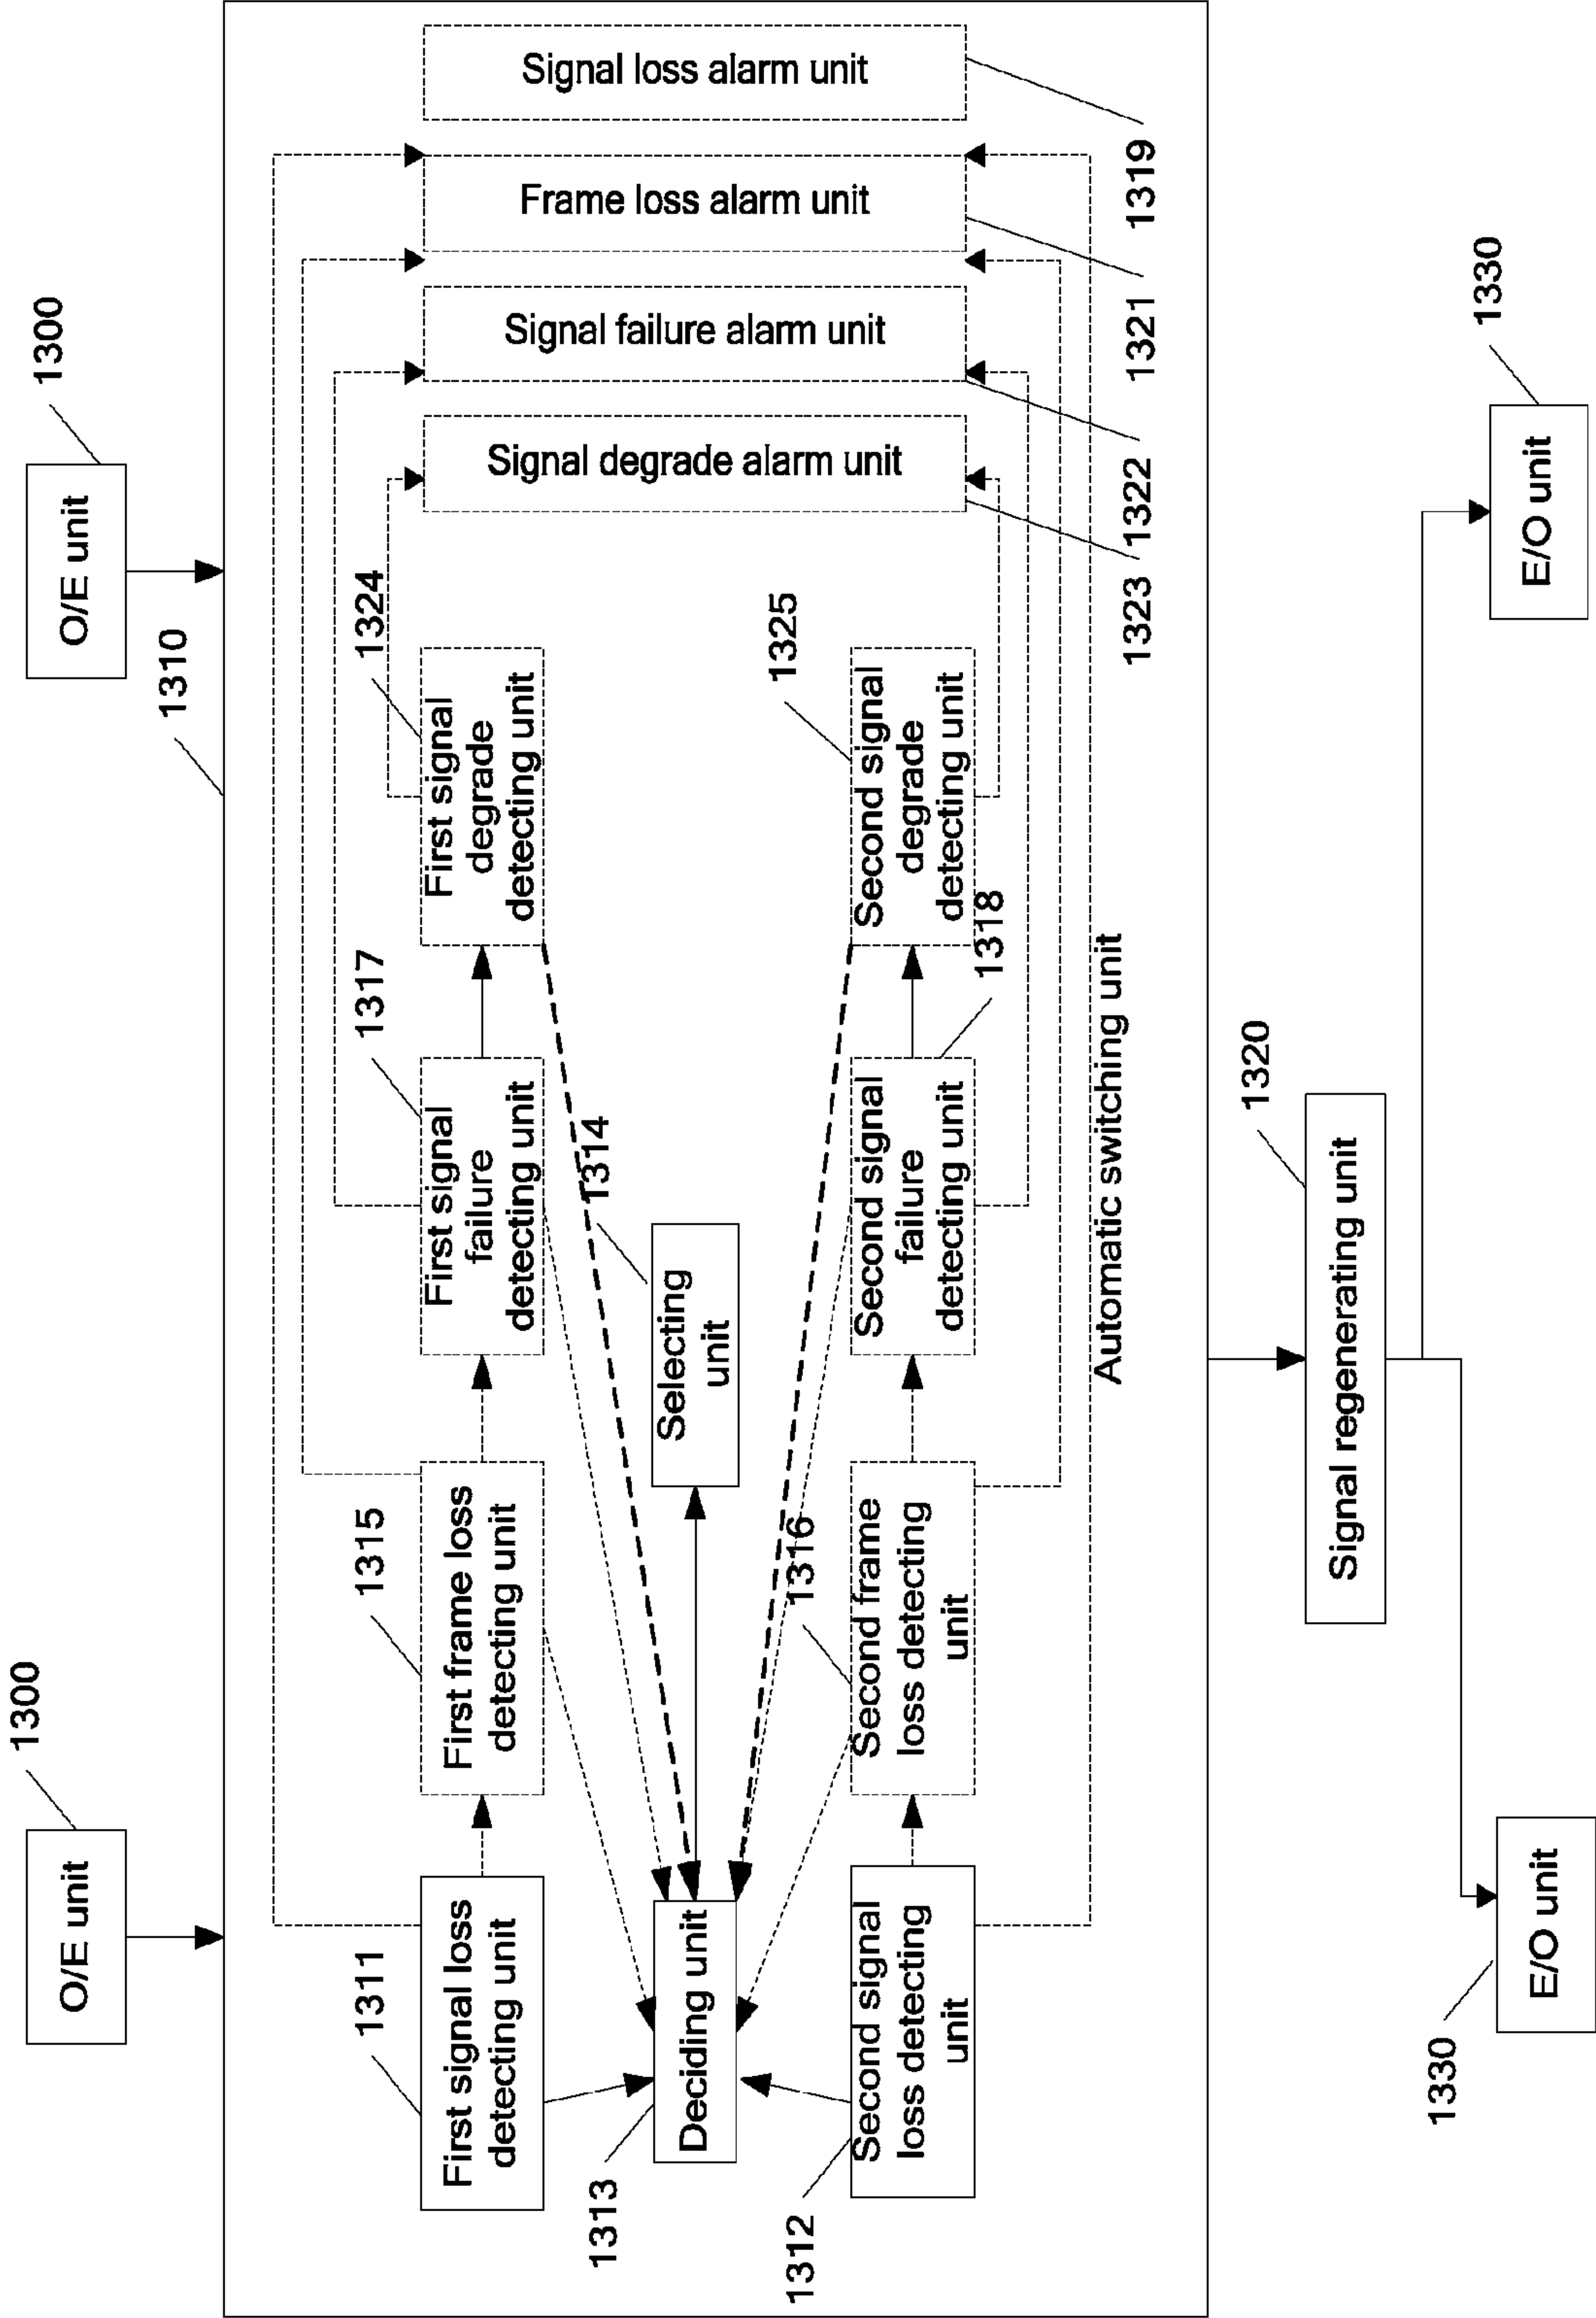 1300
O/E unit
1300
O/E unit
1310
1311
First signal loss
detecting unit
1315
First frame loss
detecting unit
1317
First signal
failure
detecting unit
1324
First signal
degrade
detecting unit
1313
Deciding unit
1314
Selecting
unit
1312
Second signal
loss detecting
unit
1316
Second frame
loss detecting
unit
Second signal
failure
detecting unit
1318
Second signal
degrade
detecting unit
1325
Signal degrade alarm unit
1323
Signal failure alarm unit
1322
Frame loss alarm unit
1321
Signal loss alarm unit
1319
Automatic switching unit
1320
Signal regenerating unit
1330
E/O unit
1330
E/O unit